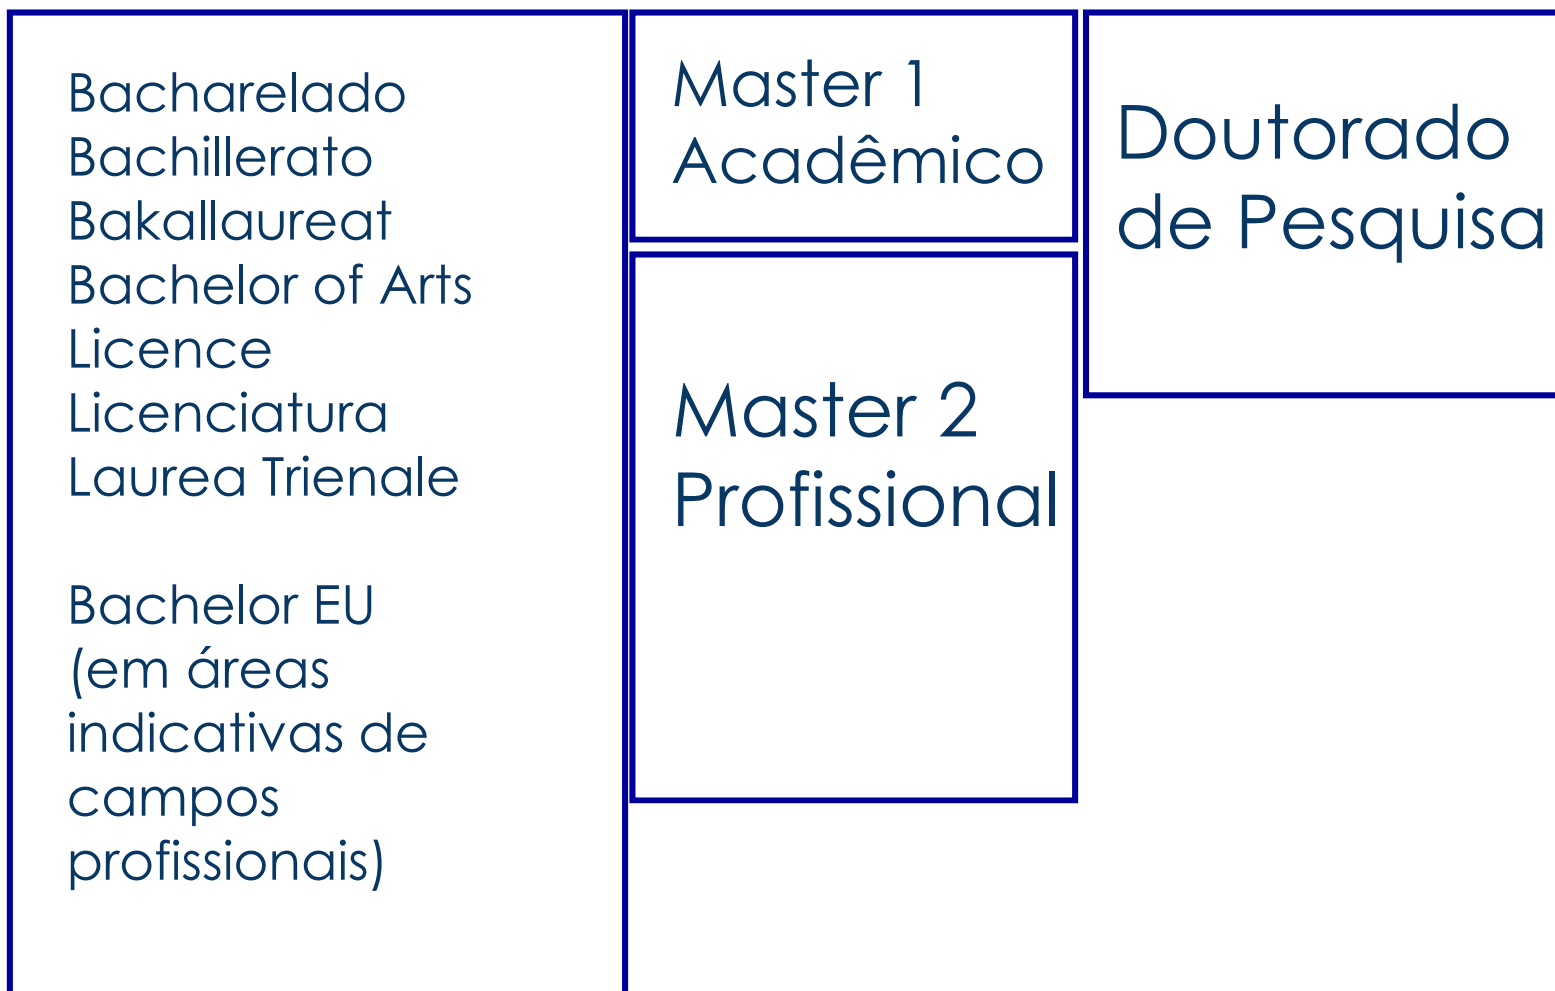 Bacharelado
Bachillerato
Bakallaureat
Bachelor of Arts
Licence
Licenciatura
Laurea Trienale
Bachelor EU
(em áreas
indicativas de
campos
profissionais)
Master 1
Acadêmico
Master 2
Profissional
Doutorado
de Pesquisa